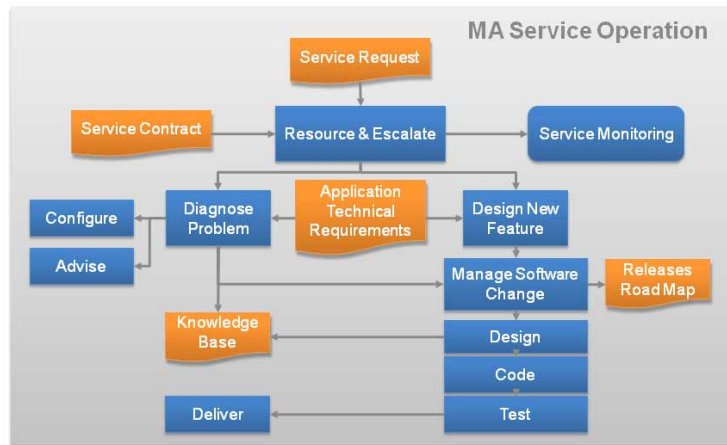 MA Service Operation
Service Request
Service Contract
Resource & Escalate
Service Monitoring
Configure
Diagnose
Problem
Application
Technical
Requirements
Design New
Feature
Advise
Manage Software
Change
Releases
Road Map
Knowledge
Base
Design
Code
Deliver
Test